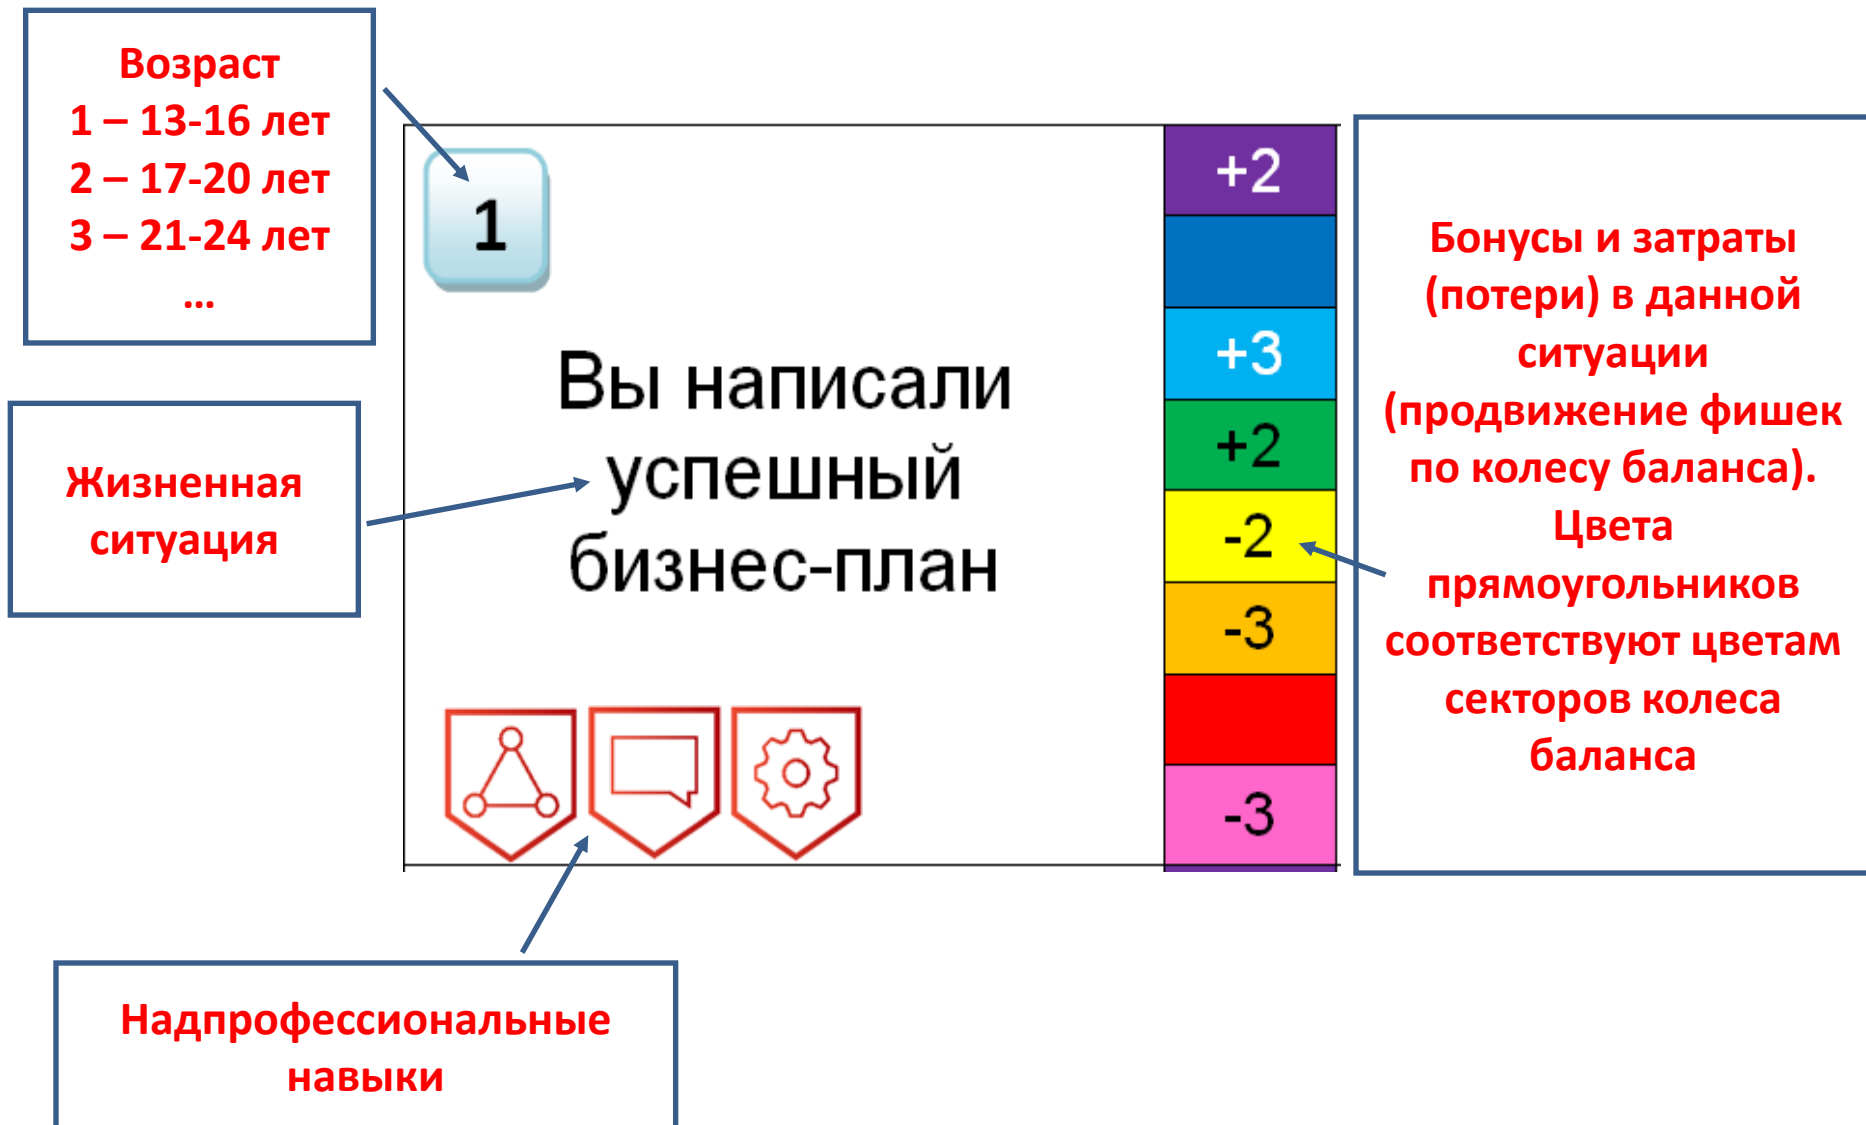 Возраст
1 – 13-16 лет
2 – 17-20 лет
3 – 21-24 лет
...
Жизненная
ситуация
1
Вы написали
успешный
бизнес-план
+2
+3
+2
-2
-3
-3
Бонусы и затраты
(потери) в данной
ситуации
(продвижение фишек
по колесу баланса).
Цвета
прямоугольников
соответствуют цветам
секторов колеса
баланса
Надпрофессиональные
навыки